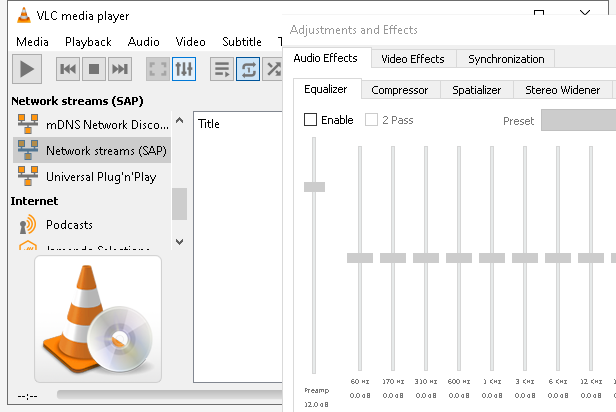 VLC media player
Media Playback Audio Video Subtitle T
Network streams (SAP)
mDNS Network Disco...
Network streams (SAP)
Universal Plug'n'Play
Internet
Podcasts
Jamendo Selections
Title
--:--
Adjustments and Effects
Audio Effects Video Effects Synchronization
Equalizer Compressor Spatializer Stereo Widener
Enable 2 Pass Preset
60 Hz 170 Hz 310 Hz 600 Hz 1 KHz 3 KHz 6 KHz 12 KHz
Preamp 0.0 dB 0.0 dB 0.0 dB 0.0 dB 0.0 dB 0.0 dB 0.0 dB 0.0 dB
12.0 dB